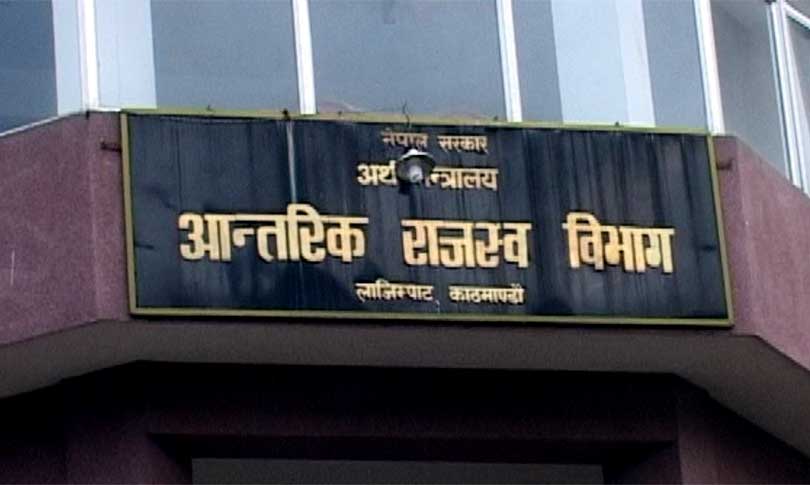 नेपाल सरकार
अर्थ मन्त्रालय
आन्तरिक राजस्व विभाग
लाजिम्पाट, काठमाण्डौ